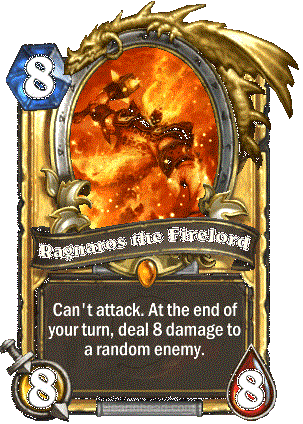 8
Ragnaros the Firelord
Can't attack. At the end of
your turn, deal 8 damage to
a random enemy.
8
8